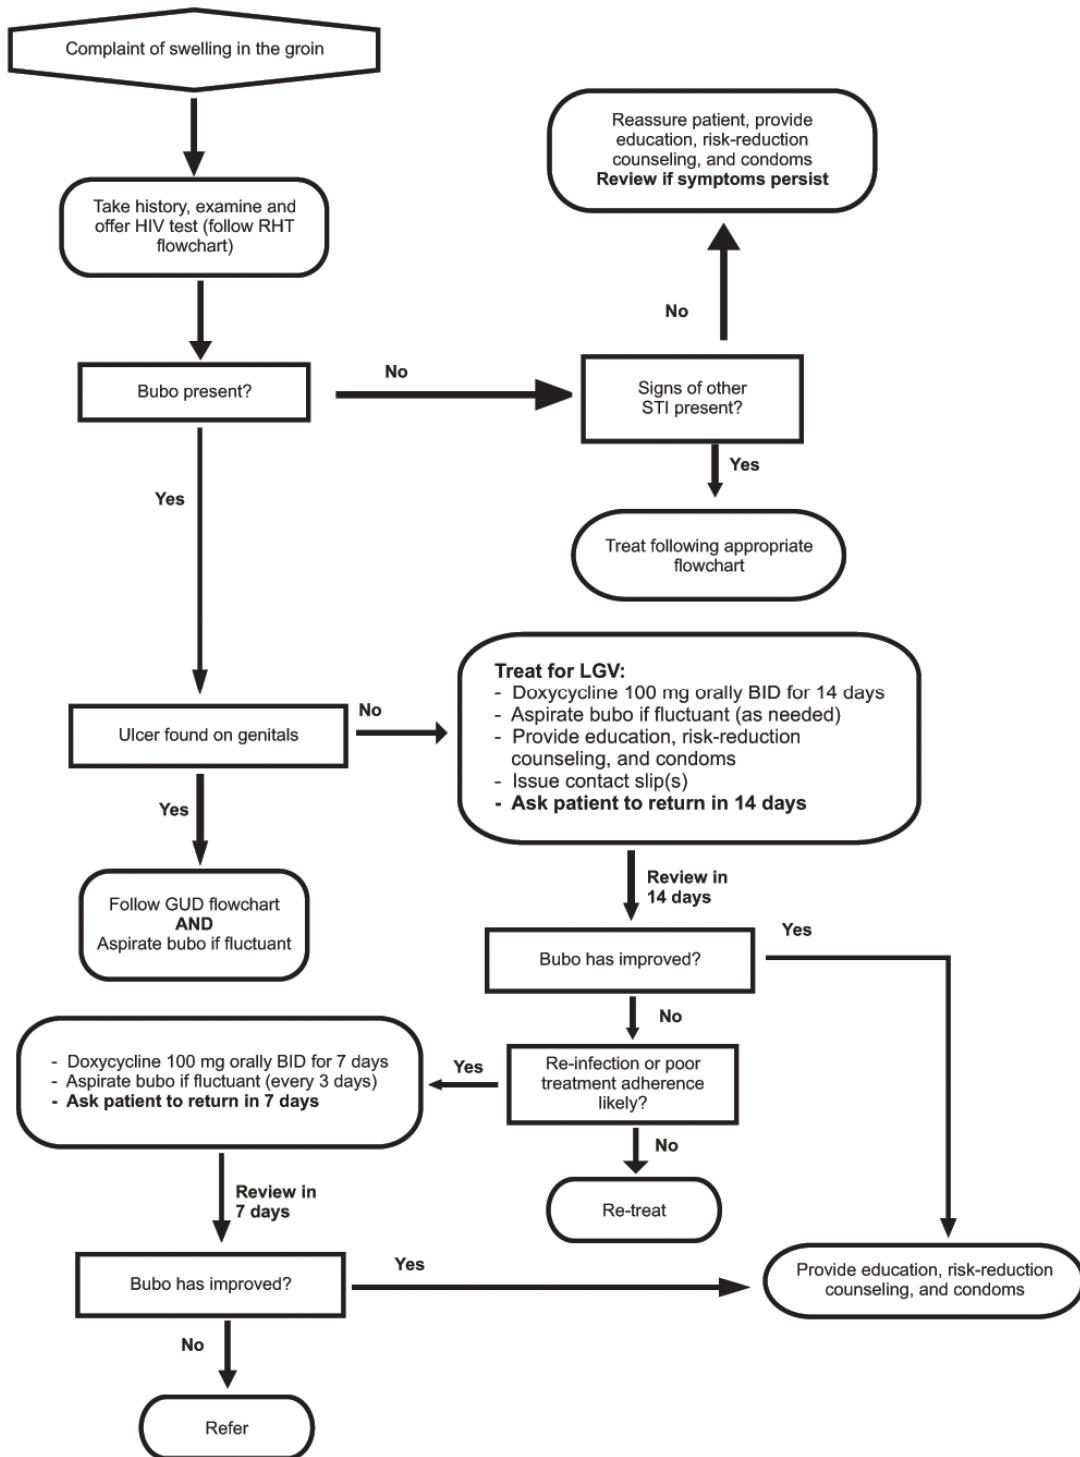 Complaint of swelling in the groin
Take history, examine and
offer HIV test (follow RHT
flowchart)
Reassure patient, provide
education, risk-reduction
counseling, and condoms
Review if symptoms persist
No
Bubo present?
No
Signs of other
STI present?
Yes
Yes
Treat following appropriate
flowchart
Ulcer found on genitals
No
Treat for LGV:
- Doxycycline 100 mg orally BID for 14 days
- Aspirate bubo if fluctuant (as needed)
- Provide education, risk-reduction
counseling, and condoms
- Issue contact slip(s)
- Ask patient to return in 14 days
Yes
Follow GUD flowchart
AND
Aspirate bubo if fluctuant
Review in
14 days
Bubo has improved?
Yes
No
Re-infection or poor
treatment adherence
likely?
Yes
- Doxycycline 100 mg orally BID for 7 days
- Aspirate bubo if fluctuant (every 3 days)
- Ask patient to return in 7 days
No
Re-treat
Review in
7 days
Bubo has improved?
Yes
Provide education, risk-reduction
counseling, and condoms
No
Refer